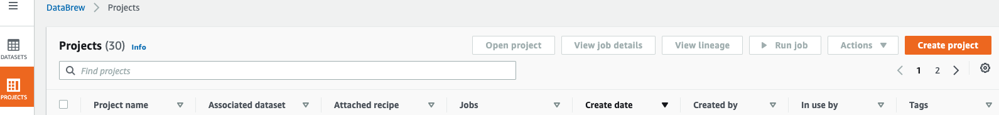 DataBrew Projects
DATASETS
PROJECTS
Projects (30) Info
Open project View job details View lineage Run job Actions Create project
Find projects
1 2
Project name Associated dataset Attached recipe Jobs Create date Created by In use by Tags